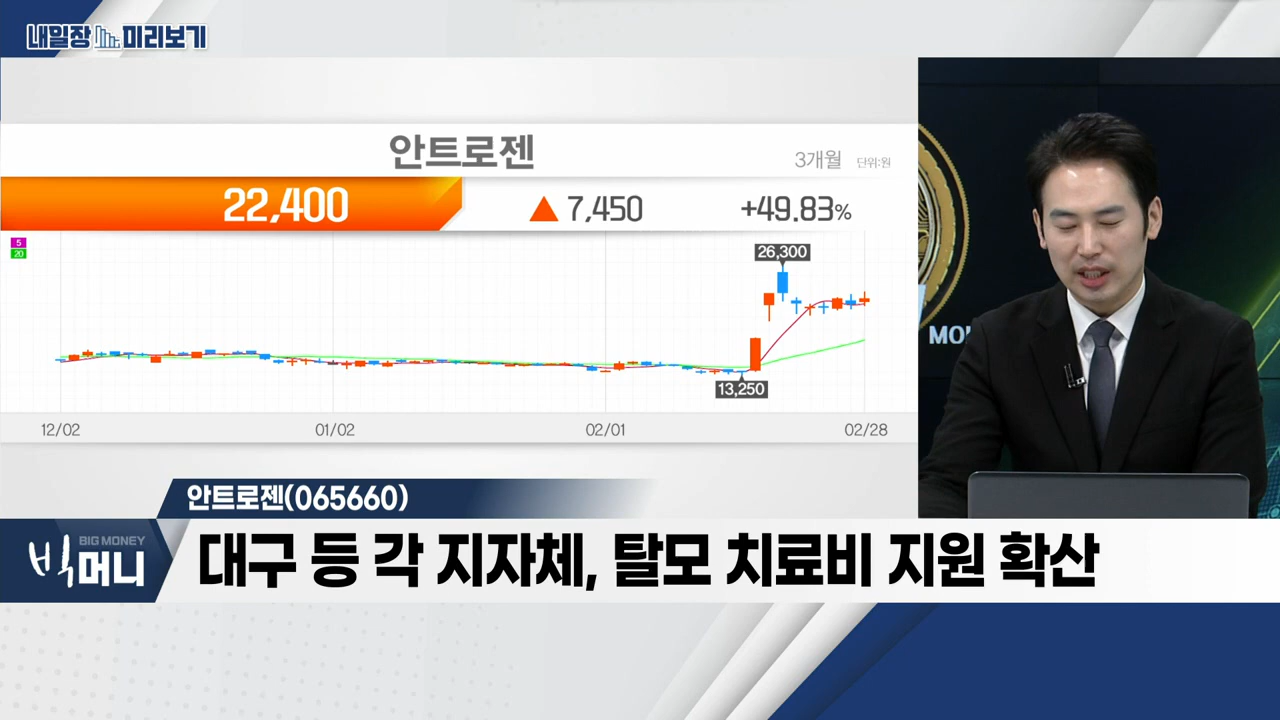 내일장 미리보기
안트로젠
3개월 단위:원
22,400 ▲ 7,450 +49.83%
5
20
26,300
13,250
12/02 01/02 02/01 02/28
MO
안트로젠(065660)
BIG MONEY
빅머니
대구 등 각 지자체, 탈모 치료비 지원 확산